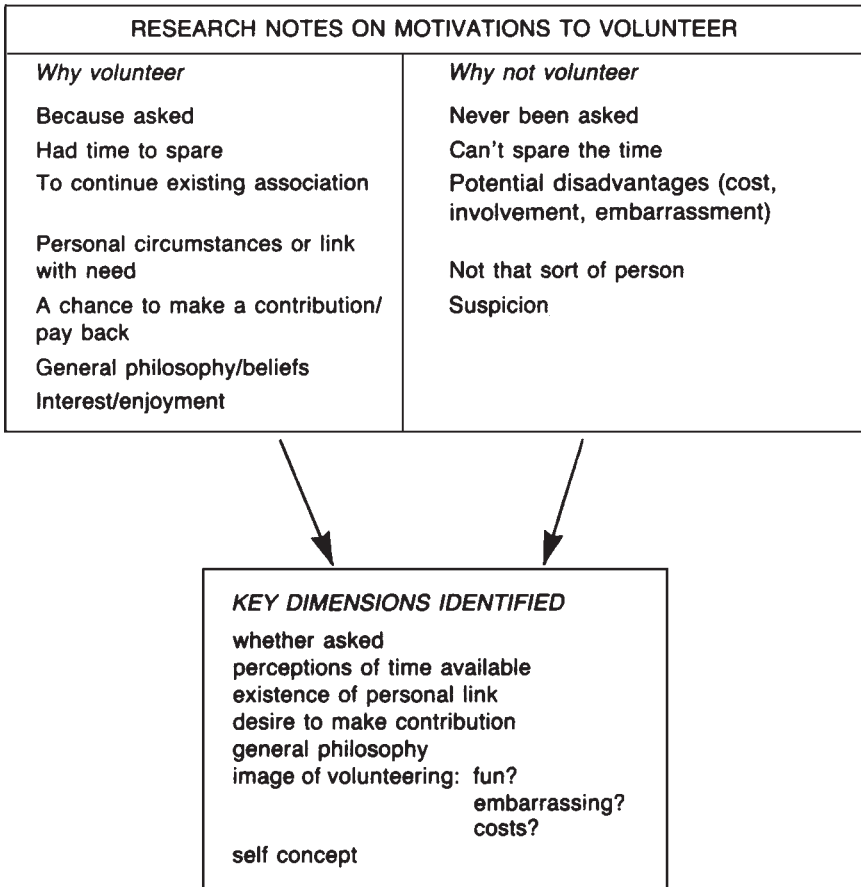 RESEARCH NOTES ON MOTIVATIONS TO VOLUNTEER
Why volunteer
Because asked
Had time to spare
To continue existing association
Personal circumstances or link
with need
A chance to make a contribution/
pay back
General philosophy/beliefs
Interest/enjoyment
Why not volunteer
Never been asked
Can't spare the time
Potential disadvantages (cost,
involvement, embarrassment)
Not that sort of person
Suspicion
KEY DIMENSIONS IDENTIFIED
whether asked
perceptions of time available
existence of personal link
desire to make contribution
general philosophy
image of volunteering: fun?
embarrassing?
costs?
self concept